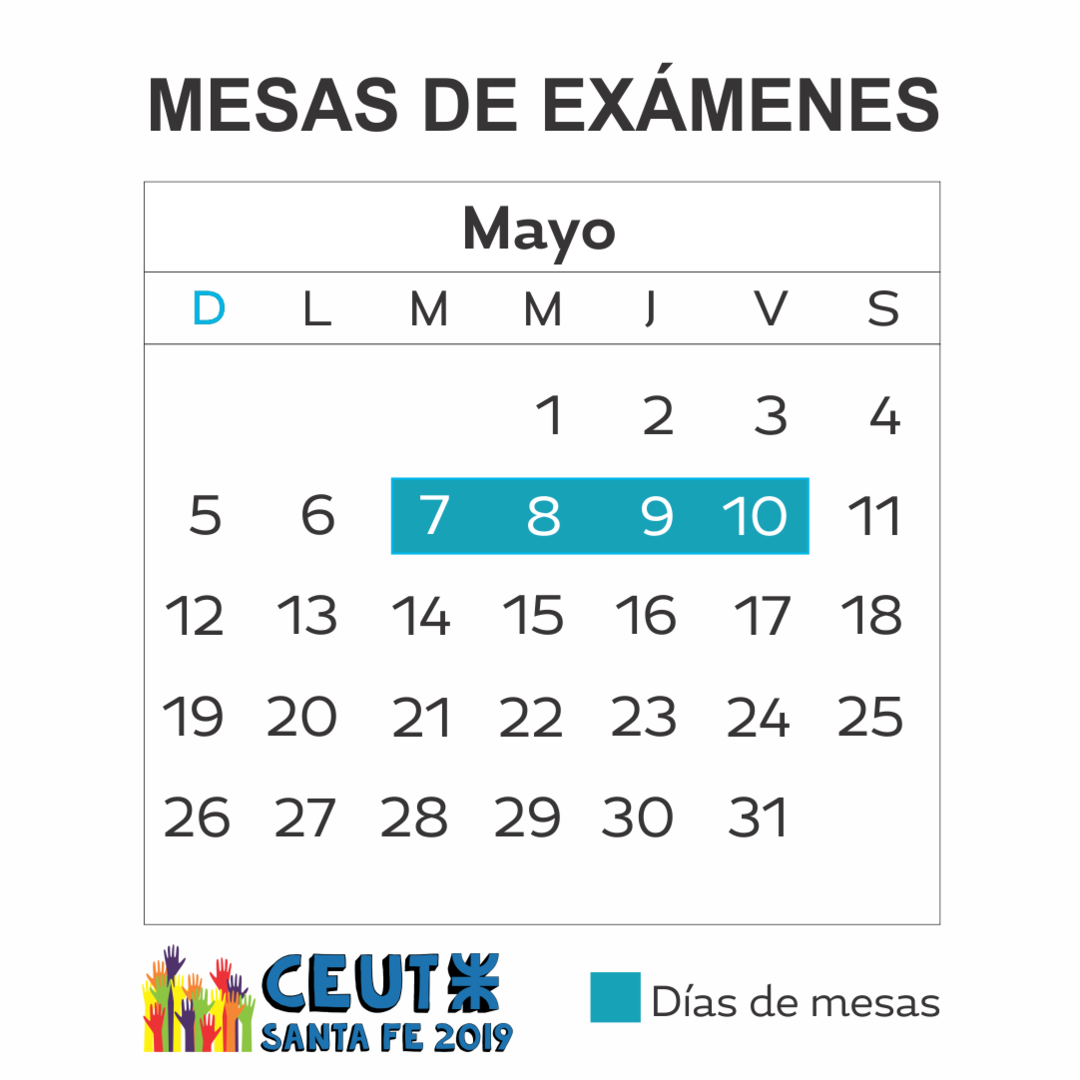 MESAS DE EXÁMENES
Mayo
D L M M J V S
1 2 3 4
5 6 7 8 9 10 11
12 13 14 15 16 17 18
19 20 21 22 23 24 25
26 27 28 29 30 31
CEUT
SANTA FE 2019
Días de mesas